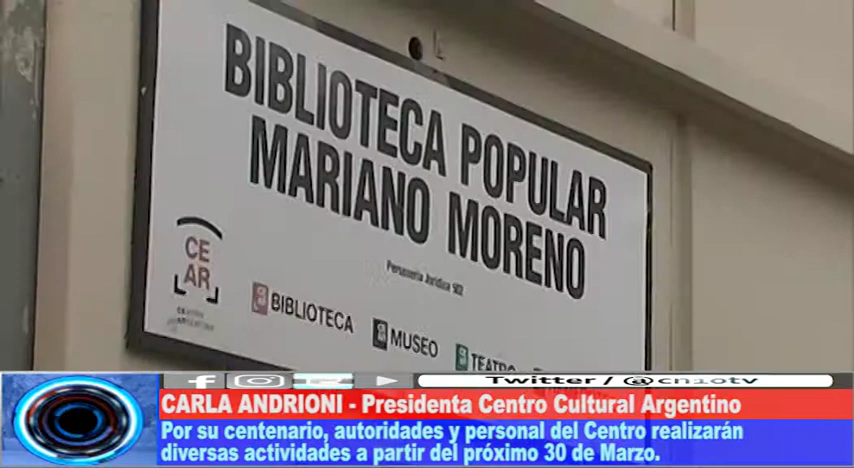 BIBLIOTECA POPULAR
MARIANO MORENO
Personería Jurídica 502
CE
AR
BIBLIOTECA
MUSEO
TEATRO
Twitter / @cn10tv
CARLA ANDRIONI - Presidenta Centro Cultural Argentino
Por su centenario, autoridades y personal del Centro realizarán
diversas actividades a partir del próximo 30 de Marzo.